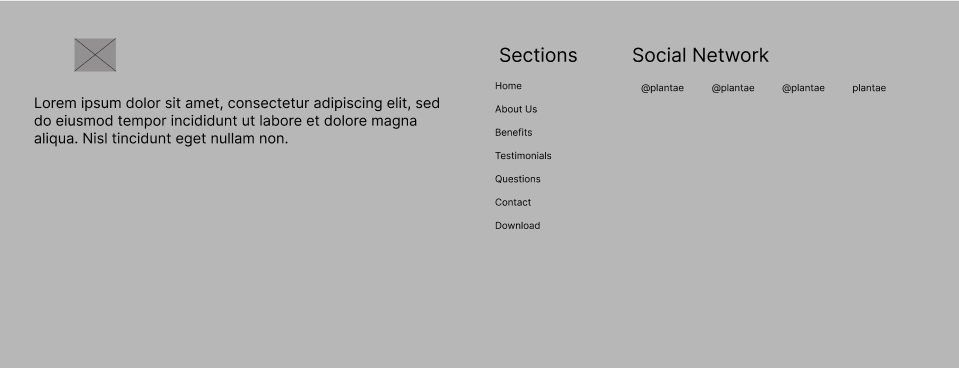 Lorem ipsum dolor sit amet, consectetur adipiscing elit, sed
do eiusmod tempor incididunt ut labore et dolore magna
aliqua. Nisl tincidunt eget nullam non.
Sections
Home
About Us
Benefits
Testimonials
Questions
Contact
Download
Social Network
@plantae @plantae @plantae plantae